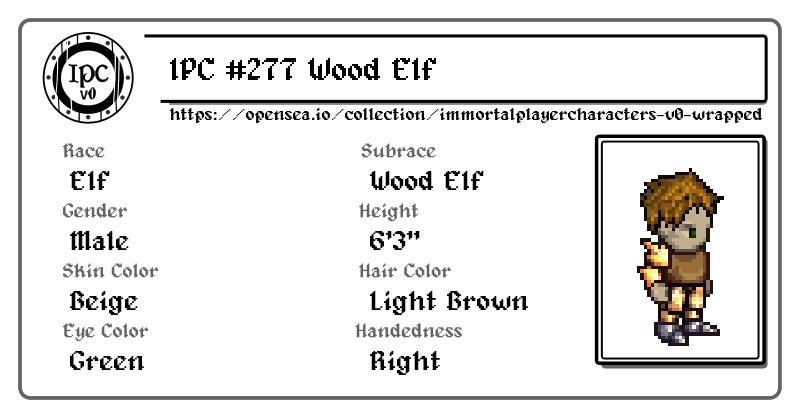 IPC
v0
IPC #277 Wood Elf
https://opensea.io/collection/immortalplayercharacters-v0-wrapped
Race
Subrace
Elf
Wood Elf
Gender
Height
Male
6'3"
Skin Color
Hair Color
Beige
Light Brown
Eye Color
Handedness
Green
Right